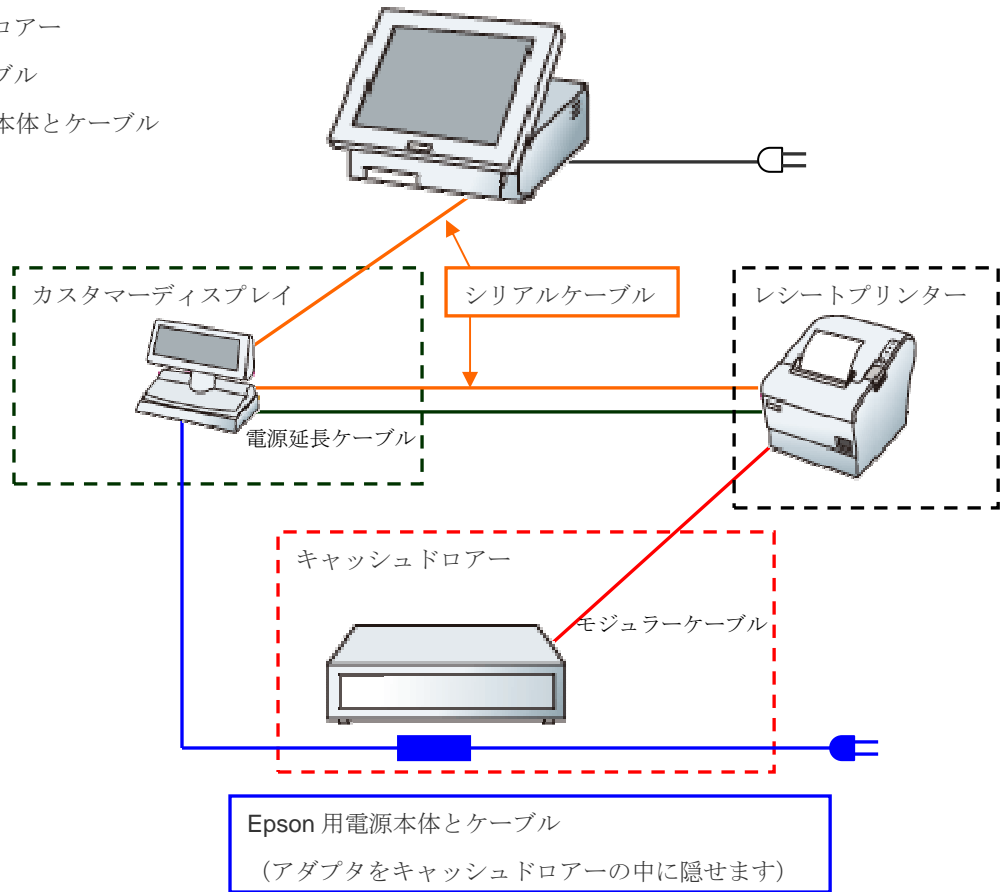 ロアー
ブル
本体とケーブル
カスタマーディスプレイ
シリアルケーブル
レシートプリンター
電源延長ケーブル
キャッシュドロアー
モジュラーケーブル
Epson 用電源本体とケーブル
（アダプタをキャッシュドロアーの中に隠せます）